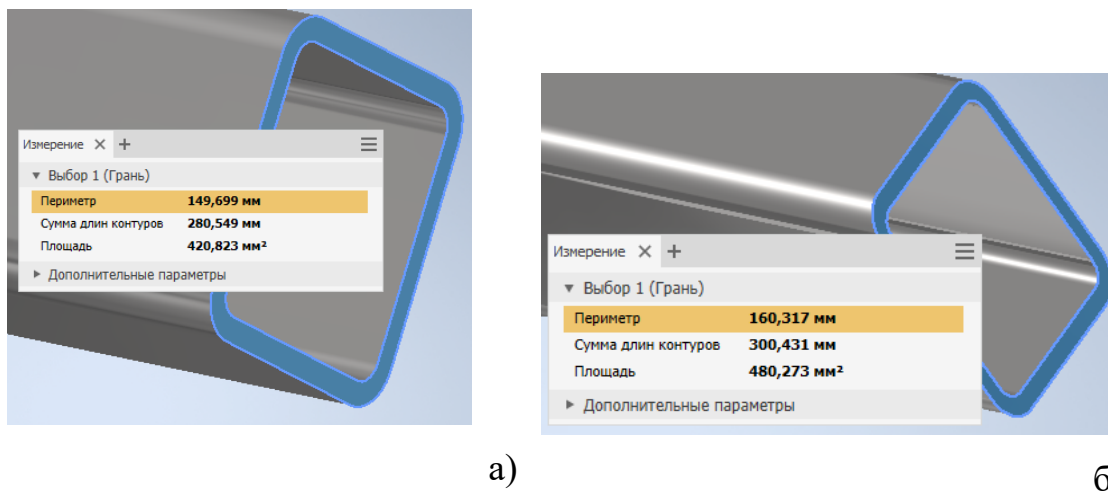 Измерение
Выбор 1 (Грань)
Периметр 149,699 мм
Сумма длин контуров 280,549 мм
Площадь 420,823 мм²
Дополнительные параметры
а)
Измерение
Выбор 1 (Грань)
Периметр 160,317 мм
Сумма длин контуров 300,431 мм
Площадь 480,273 мм²
Дополнительные параметры
б